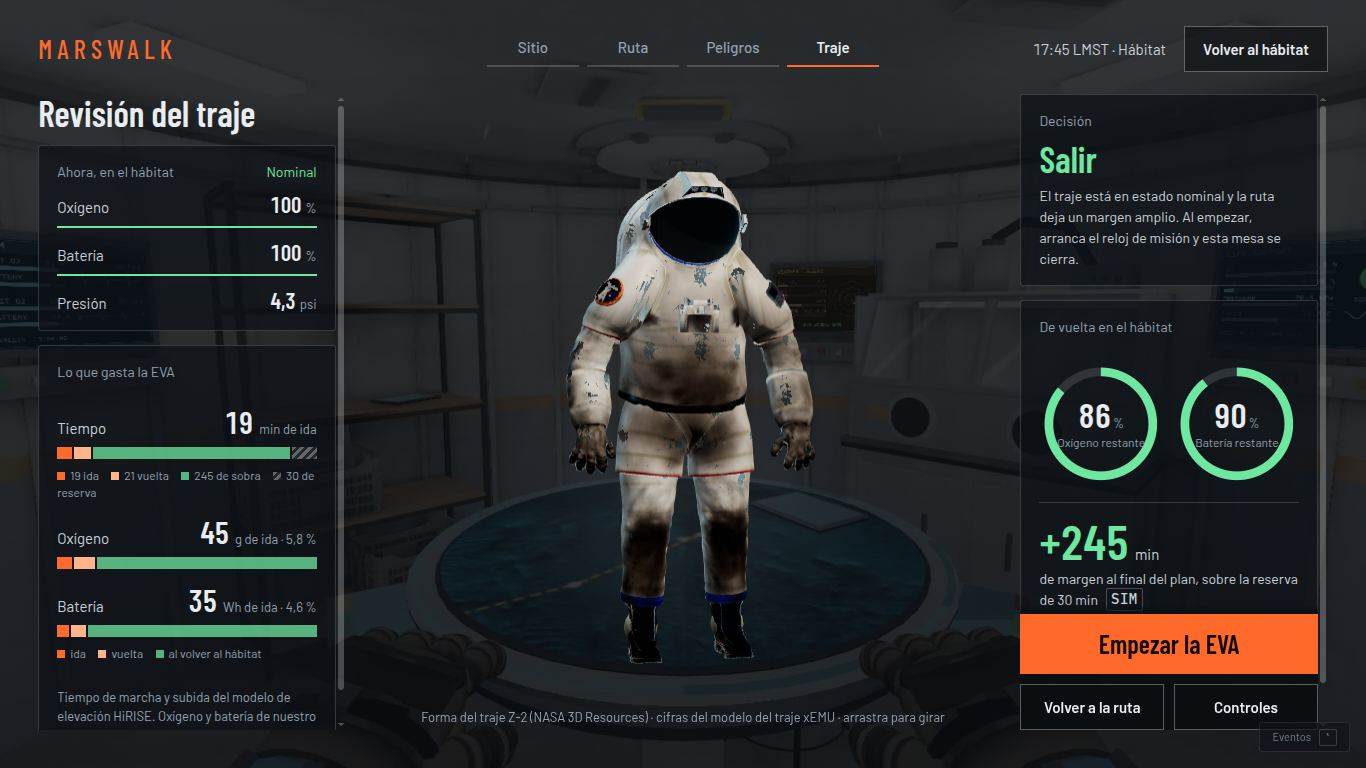 MARSWALK
Sitio
Ruta
Peligros
Traje
17:45 LMST · Hábitat
Volver al hábitat
Revisión del traje
Ahora, en el hábitat
Nominal
Oxígeno
100 %
Batería
100 %
Presión
4,3 psi
Lo que gasta la EVA
Tiempo
19 min de ida
19 ida 21 vuelta 245 de sobra 30 de
reserva
Oxígeno
45 g de ida · 5,8 %
Batería
35 Wh de ida · 4,6 %
ida vuelta al volver al hábitat
Tiempo de marcha y subida del modelo de
elevación HiRISE. Oxígeno y batería de nuestro
Forma del traje Z-2 (NASA 3D Resources) · cifras del modelo del traje xEMU · arrastra para girar
Decisión
Salir
El traje está en estado nominal y la ruta
deja un margen amplio. Al empezar,
arranca el reloj de misión y esta mesa se
cierra.
De vuelta en el hábitat
86 %
Oxígeno restante
90 %
Batería restante
+245 min
de margen al final del plan, sobre la reserva
de 30 min SIM
Empezar la EVA
Volver a la ruta
Controles
Eventos